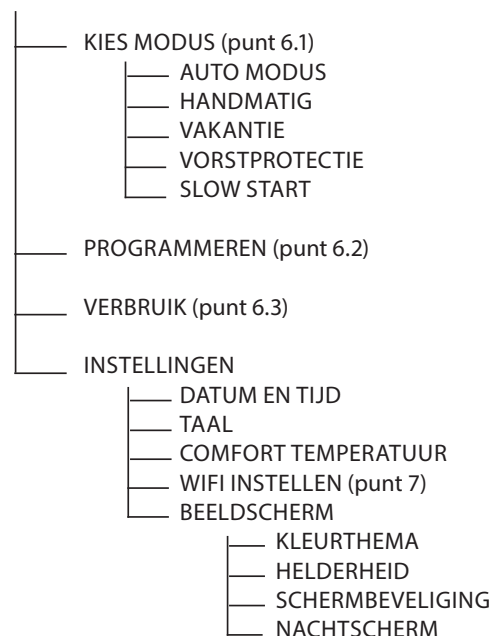 KIES MODUS (punt 6.1)
AUTO MODUS
HANDMATIG
VAKANTIE
VORSTPROTECTIE
SLOW START
PROGRAMMEREN (punt 6.2)
VERBRUIK (punt 6.3)
INSTELLINGEN
DATUM EN TIJD
TAAL
COMFORT TEMPERATUUR
WIFI INSTELLEN (punt 7)
BEELDSCHERM
KLEURTHEMA
HELDERHEID
SCHERMBEVELIGING
NACHTSCHERM